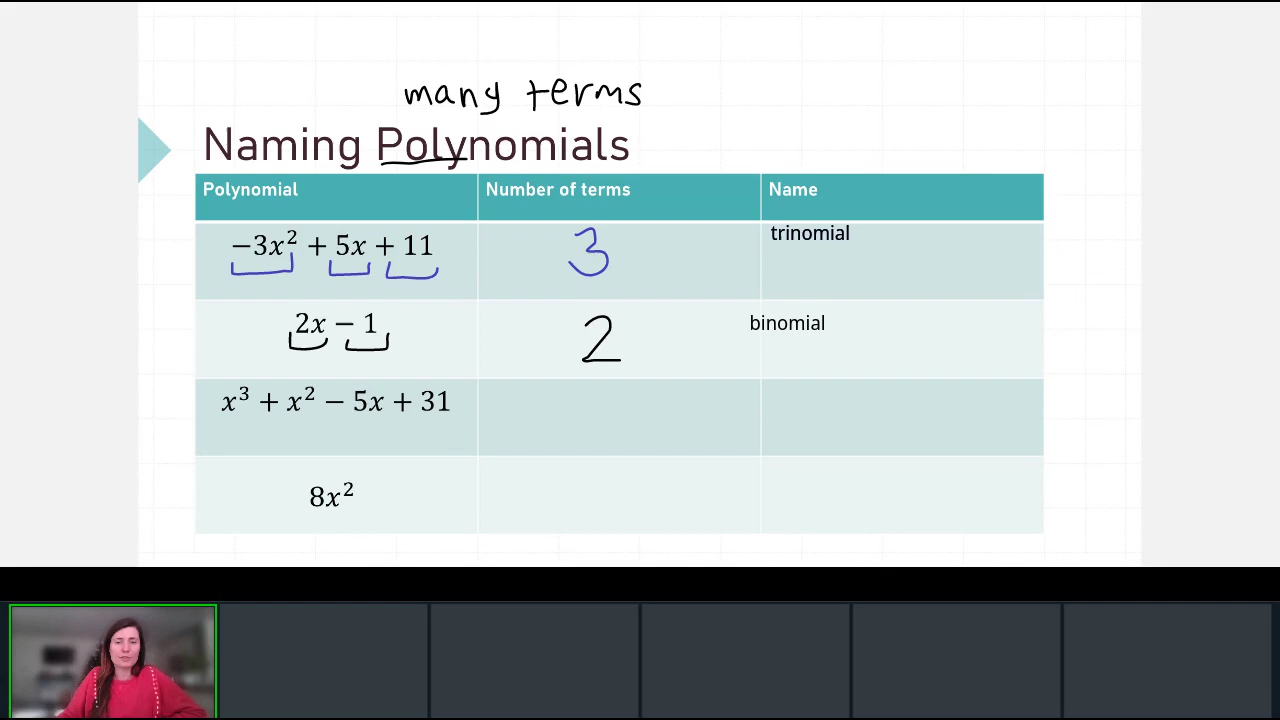 many terms
Naming Polynomials
Polynomial Number of terms Name
−3x² + 5x + 11 3 trinomial
2x − 1 2 binomial
x³ + x² − 5x + 31
8x²